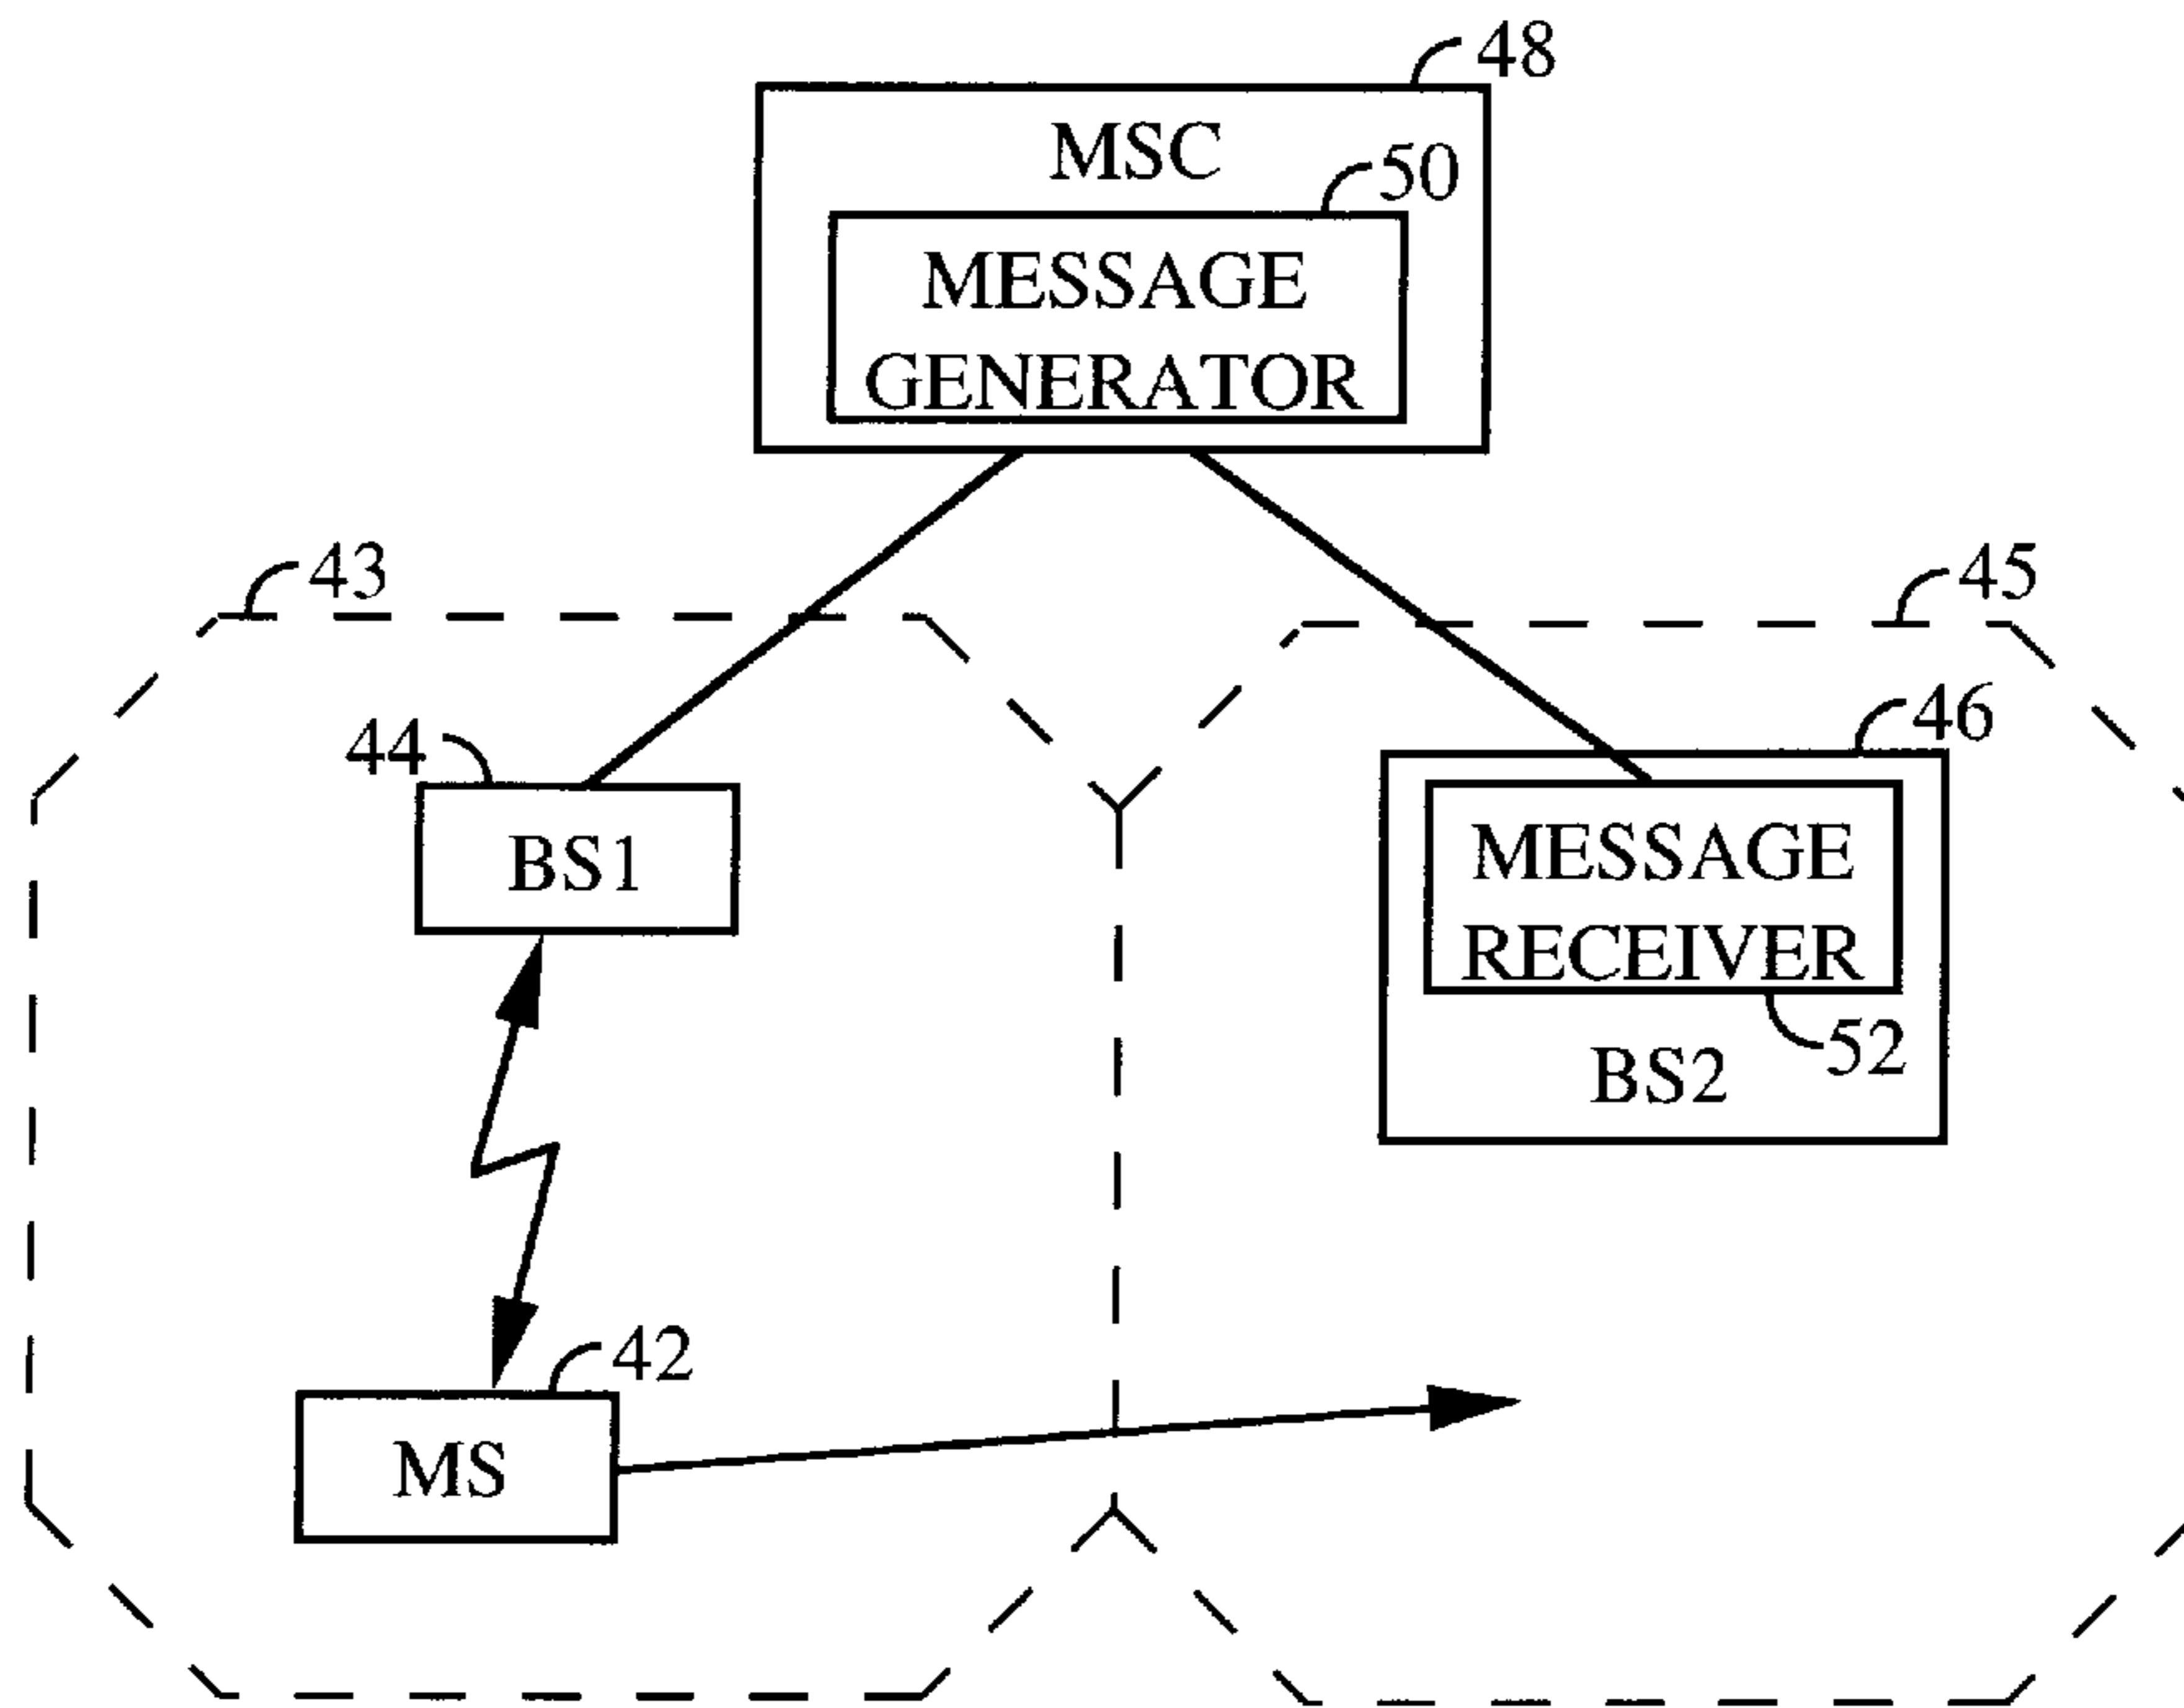 48
MSC
50
MESSAGE
GENERATOR
43
45
44
46
BS1
MESSAGE
RECEIVER
52
BS2
42
MS